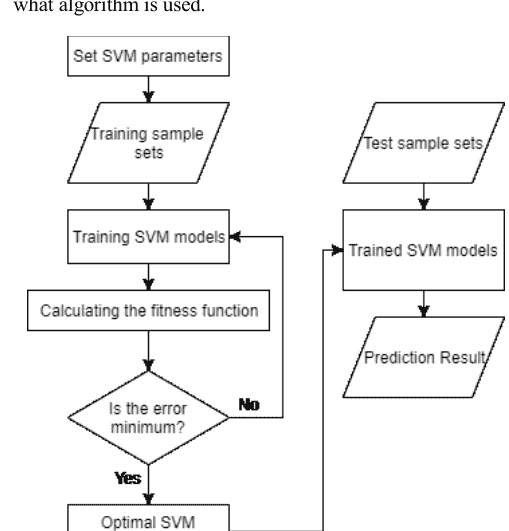 what algorithm is used.
Set SVM parameters
Training sample
sets
Training SVM models
Calculating the fitness function
Is the error
minimum?
No
Yes
Optimal SVM
Test sample sets
Trained SVM models
Prediction Result